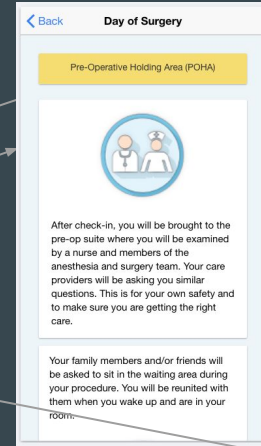 Back
Day of Surgery
Pre-Operative Holding Area (POHA)
After check-in, you will be brought to the
pre-op suite where you will be examined
by a nurse and members of the
anesthesia and surgery team. Your care
providers will be asking you similar
questions. This is for your own safety and
to make sure you are getting the right
care.
Your family members and/or friends will
be asked to sit in the waiting area during
your procedure. You will be reunited with
them when you wake up and are in your
room.